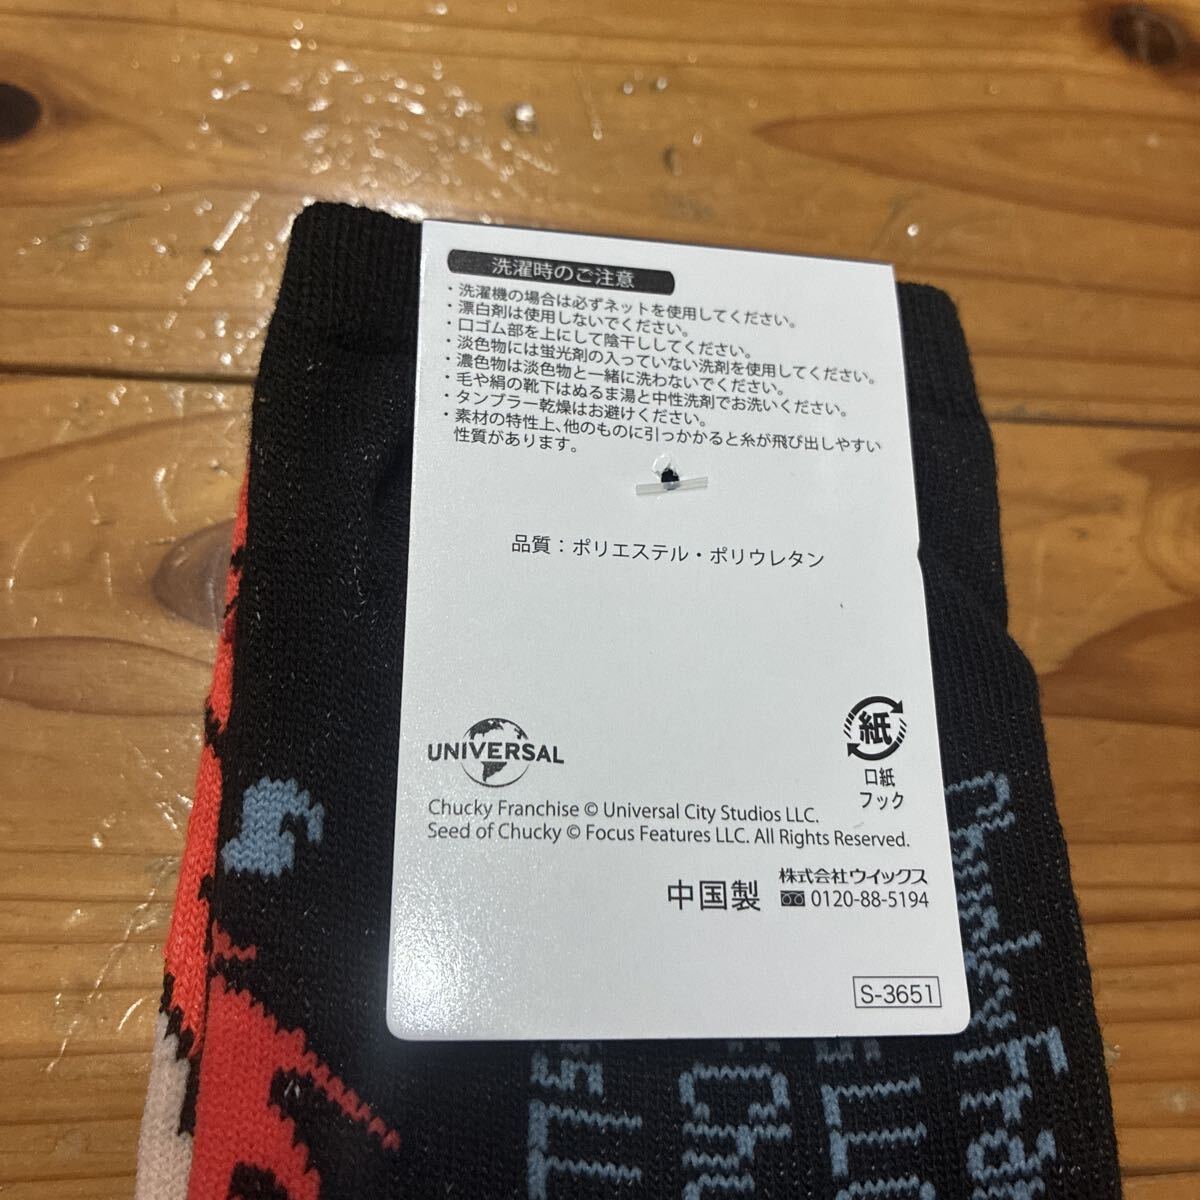 洗濯時のご注意
・洗濯機の場合は必ずネットを使用してください。
・漂白剤は使用しないでください。
・口ゴム部を上にして陰干ししてください。
・淡色物には蛍光剤の入っていない洗剤を使用してください。
・濃色物は淡色物と一緒に洗わないでください。
・毛や絹の靴下はぬるま湯と中性洗剤でお洗いください。
・タンブラー乾燥はお避けください。
・素材の特性上、他のものに引っかかると糸が飛び出しやすい
性質があります。
品質：ポリエステル・ポリウレタン
紙
口紙
フック
UNIVERSAL
Chucky Franchise © Universal City Studios LLC.
Seed of Chucky © Focus Features LLC. All Rights Reserved.
中国製
株式会社ウイックス
0120-88-5194
S-3651